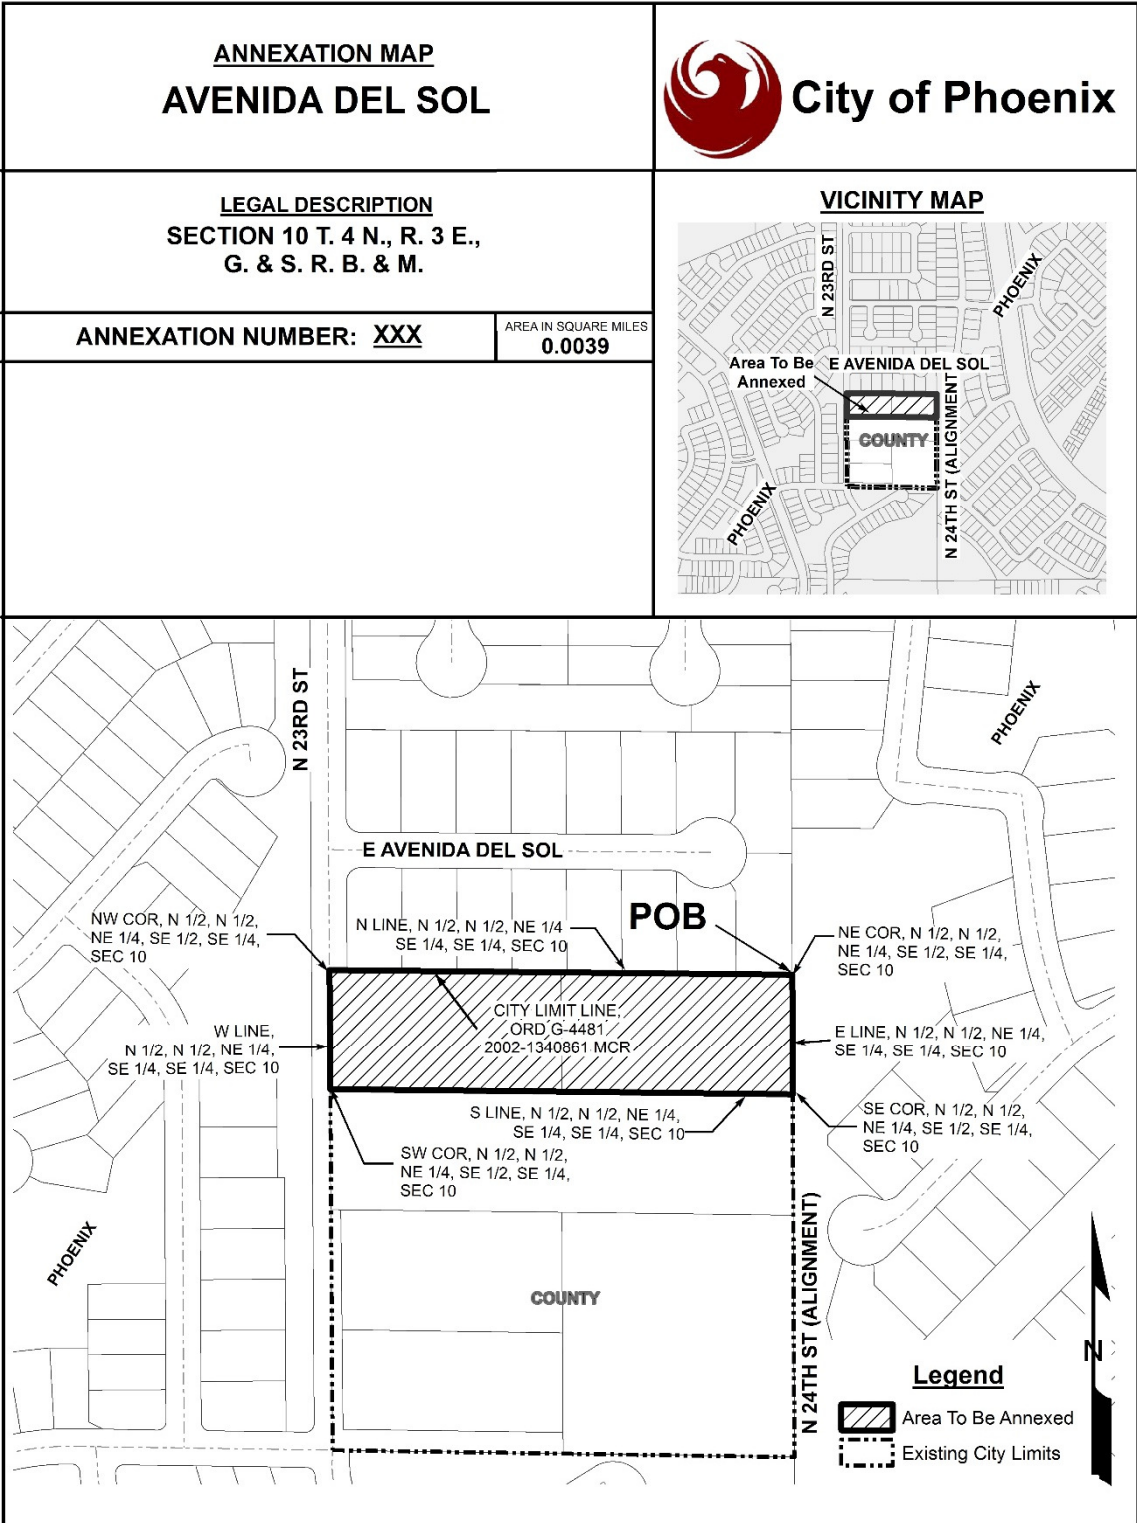 ANNEXATION MAP
AVENIDA DEL SOL
City of Phoenix
LEGAL DESCRIPTION
SECTION 10 T. 4 N., R. 3 E.,
G. & S. R. B. & M.
ANNEXATION NUMBER: XXX
AREA IN SQUARE MILES
0.0039
VICINITY MAP
N 23RD ST
PHOENIX
Area To Be
Annexed
E AVENIDA DEL SOL
COUNTY
N 24TH ST (ALIGNMENT)
PHOENIX
N 23RD ST
PHOENIX
E AVENIDA DEL SOL
POB
NW COR, N 1/2, N 1/2,
NE 1/4, SE 1/2, SE 1/4,
SEC 10
N LINE, N 1/2, N 1/2, NE 1/4
SE 1/4, SE 1/4, SEC 10
NE COR, N 1/2, N 1/2,
NE 1/4, SE 1/2, SE 1/4,
SEC 10
CITY LIMIT LINE,
ORD G-4481
2002-1340861 MCR
W LINE,
N 1/2, N 1/2, NE 1/4,
SE 1/4, SE 1/4, SEC 10
E LINE, N 1/2, N 1/2, NE 1/4,
SE 1/4, SE 1/4, SEC 10
S LINE, N 1/2, N 1/2, NE 1/4,
SE 1/4, SE 1/4, SEC 10
SE COR, N 1/2, N 1/2,
NE 1/4, SE 1/2, SE 1/4,
SEC 10
SW COR, N 1/2, N 1/2,
NE 1/4, SE 1/2, SE 1/4,
SEC 10
PHOENIX
COUNTY
N 24TH ST (ALIGNMENT)
N
Legend
Area To Be Annexed
Existing City Limits